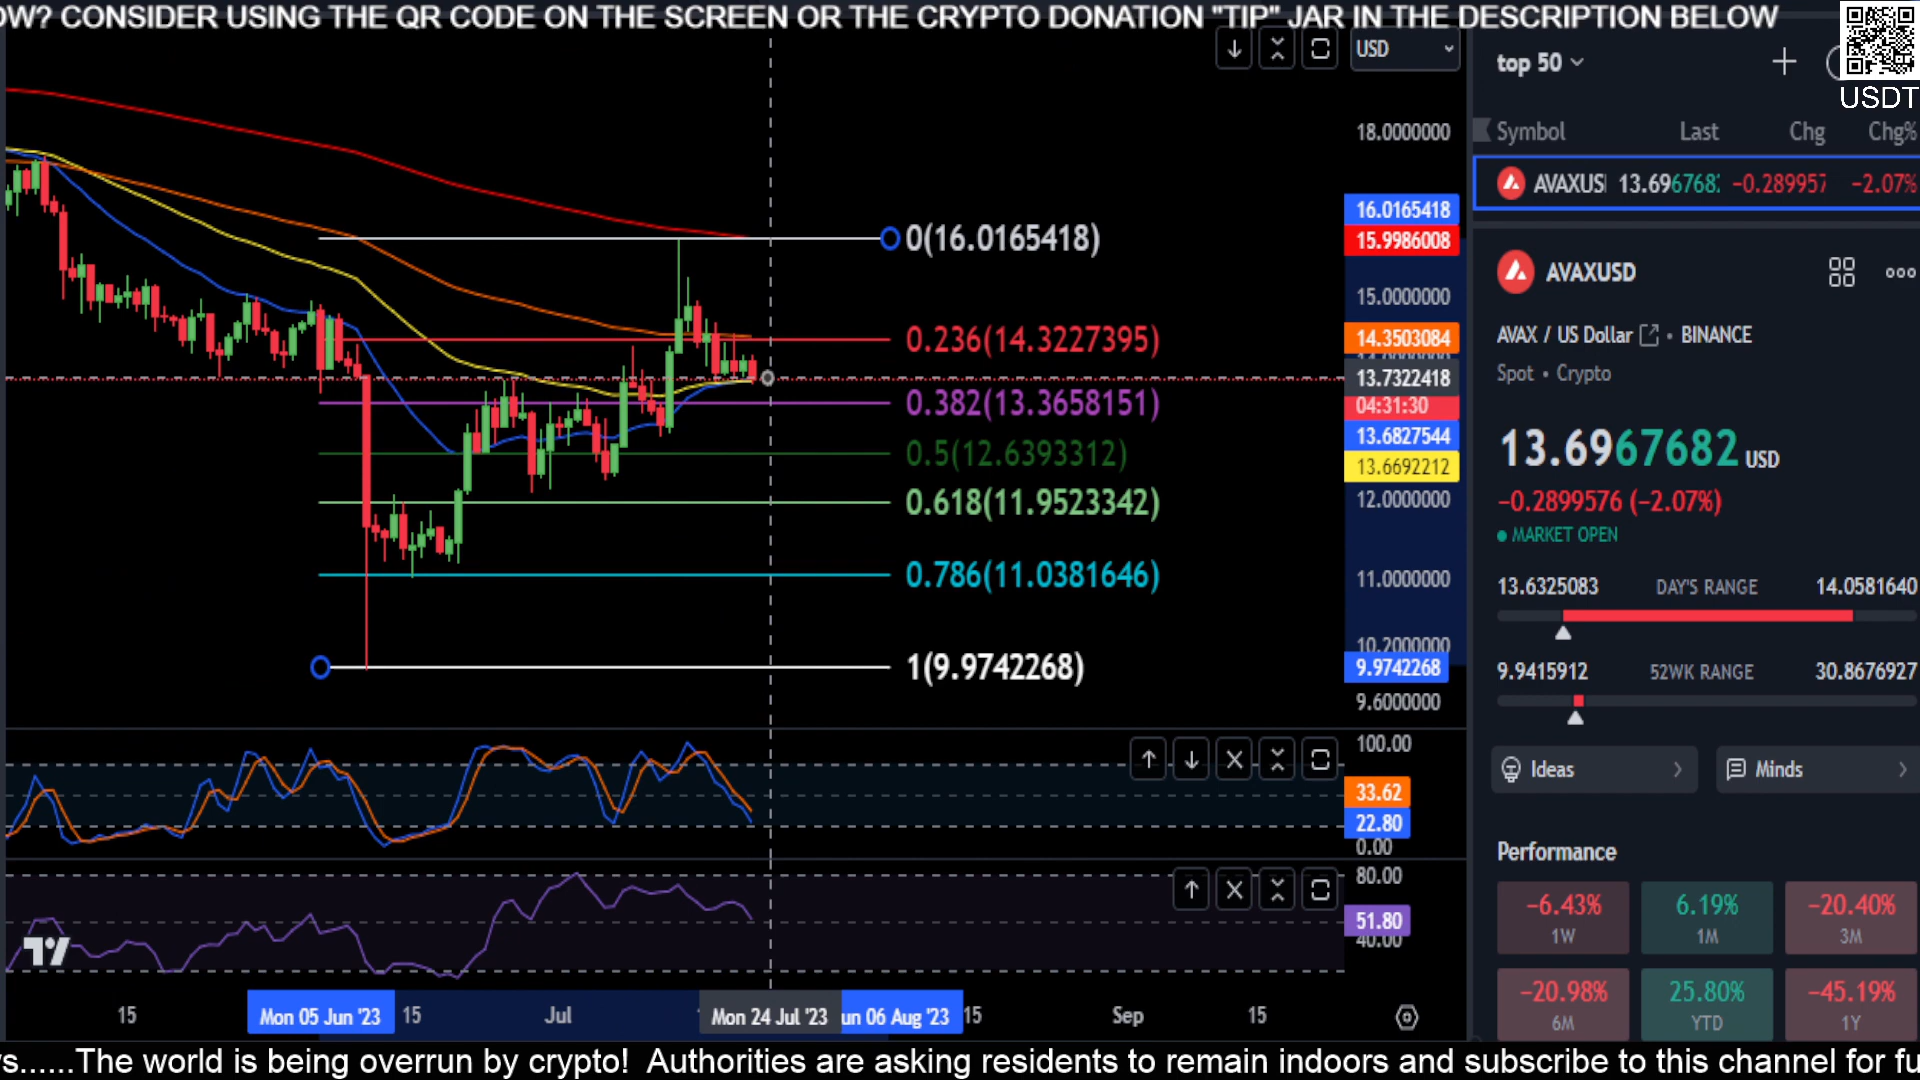 OW? CONSIDER USING THE QR CODE ON THE SCREEN OR THE CRYPTO DONATION "TIP" JAR IN THE DESCRIPTION BELOW
USD
top 50
USDT
Symbol Last Chg Chg%
AVAXUS 13.6967682 −0.289957 −2.07%
18.0000000
16.0165418
15.9986008
15.0000000
14.3503084
13.7322418
04:31:30
13.6827544
13.6692212
12.0000000
11.0000000
10.2000000
9.9742268
9.6000000
0(16.0165418)
0.236(14.3227395)
0.382(13.3658151)
0.5(12.6393312)
0.618(11.9523342)
0.786(11.0381646)
1(9.9742268)
AVAXUSD
AVAX / US Dollar • BINANCE
Spot • Crypto
13.6967682 USD
−0.2899576 (−2.07%)
MARKET OPEN
13.6325083 DAY'S RANGE 14.0581640
9.9415912 52WK RANGE 30.8676927
Ideas
Minds
100.00
33.62
22.80
0.00
80.00
51.80
40.00
Performance
−6.43% 6.19% −20.40%
1W 1M 3M
−20.98% 25.80% −45.19%
6M YTD 1Y
15 Mon 05 Jun '23 15 Jul Mon 24 Jul '23 un 06 Aug '23 15 Sep 15
s......The world is being overrun by crypto! Authorities are asking residents to remain indoors and subscribe to this channel for fu